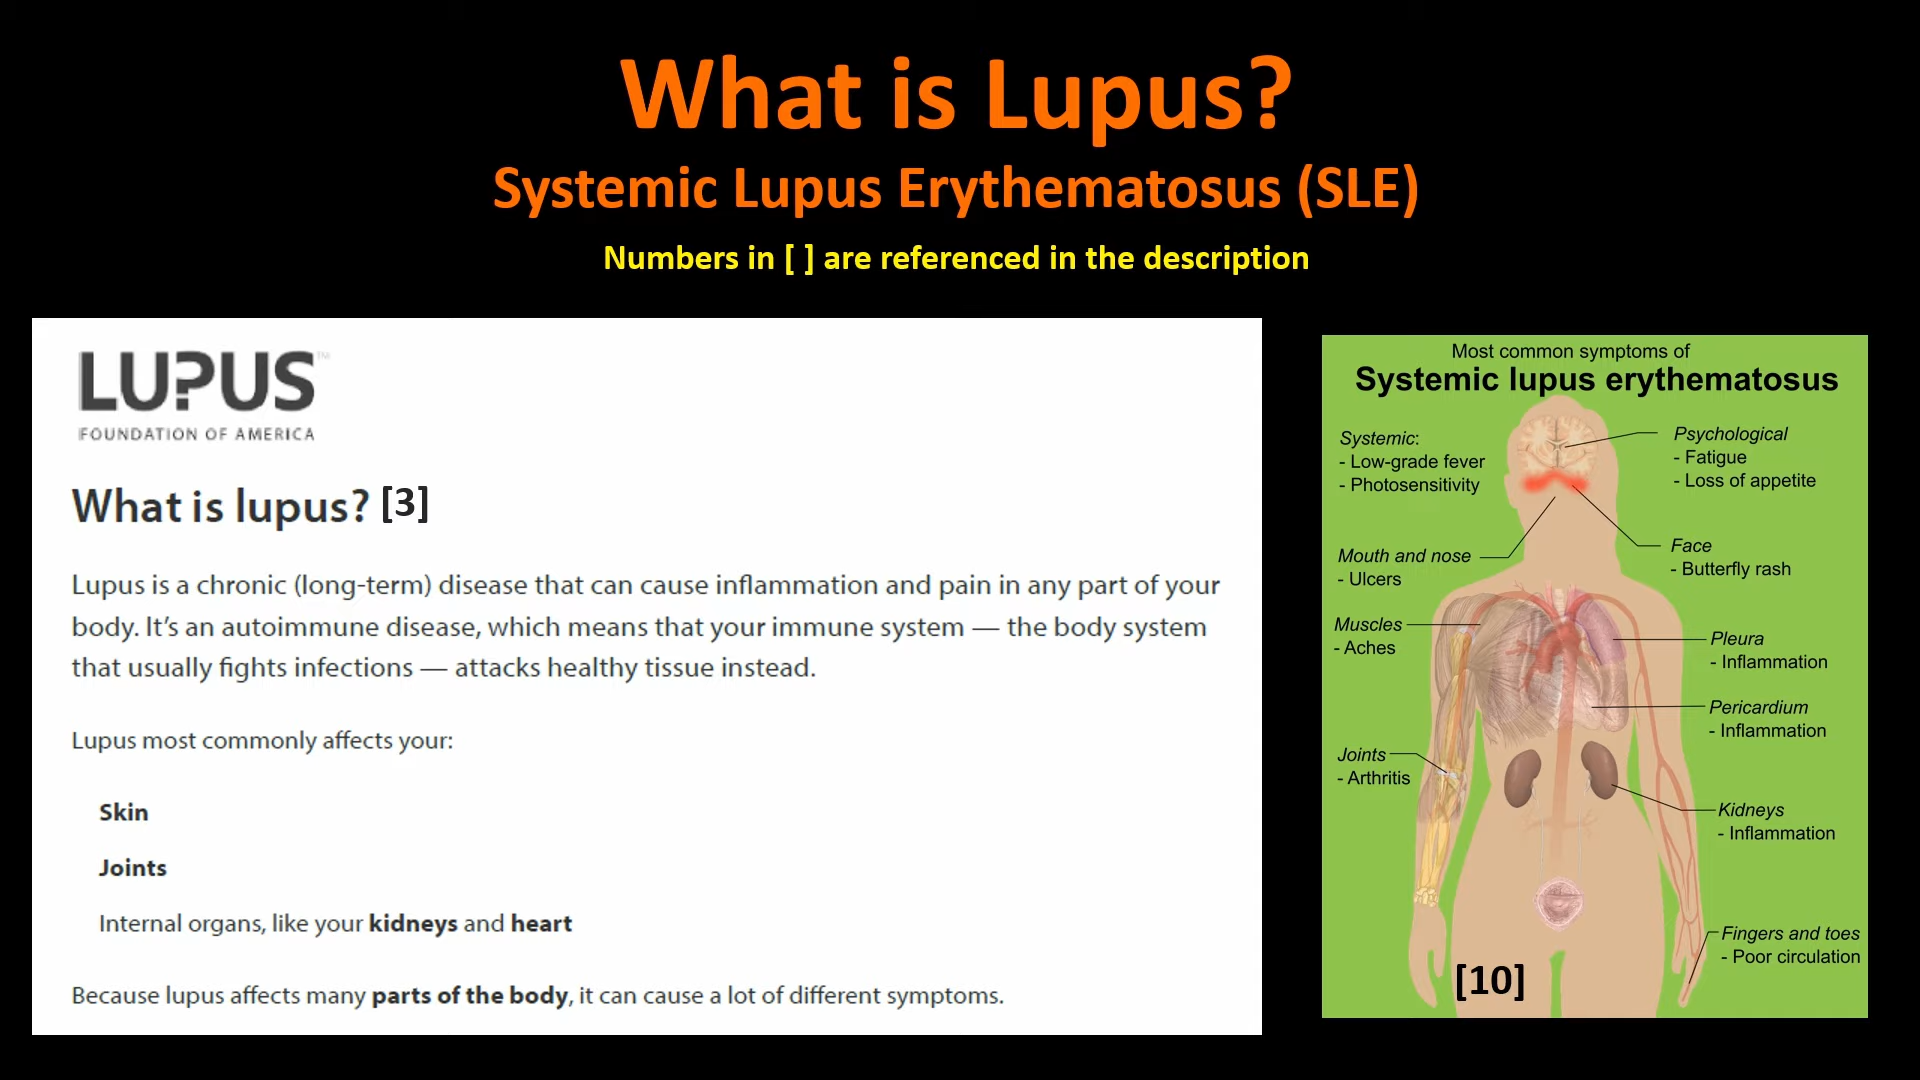 What is Lupus?
Systemic Lupus Erythematosus (SLE)
Numbers in [ ] are referenced in the description
LUPUS™
FOUNDATION OF AMERICA
What is lupus? [3]
Lupus is a chronic (long-term) disease that can cause inflammation and pain in any part of your
body. It’s an autoimmune disease, which means that your immune system — the body system
that usually fights infections — attacks healthy tissue instead.
Lupus most commonly affects your:
Skin
Joints
Internal organs, like your kidneys and heart
Because lupus affects many parts of the body, it can cause a lot of different symptoms.
Most common symptoms of
Systemic lupus erythematosus
Systemic:
- Low-grade fever
- Photosensitivity
Psychological
- Fatigue
- Loss of appetite
Mouth and nose
- Ulcers
Face
- Butterfly rash
Muscles
- Aches
Pleura
- Inflammation
Pericardium
- Inflammation
Joints
- Arthritis
Kidneys
- Inflammation
Fingers and toes
- Poor circulation
[10]